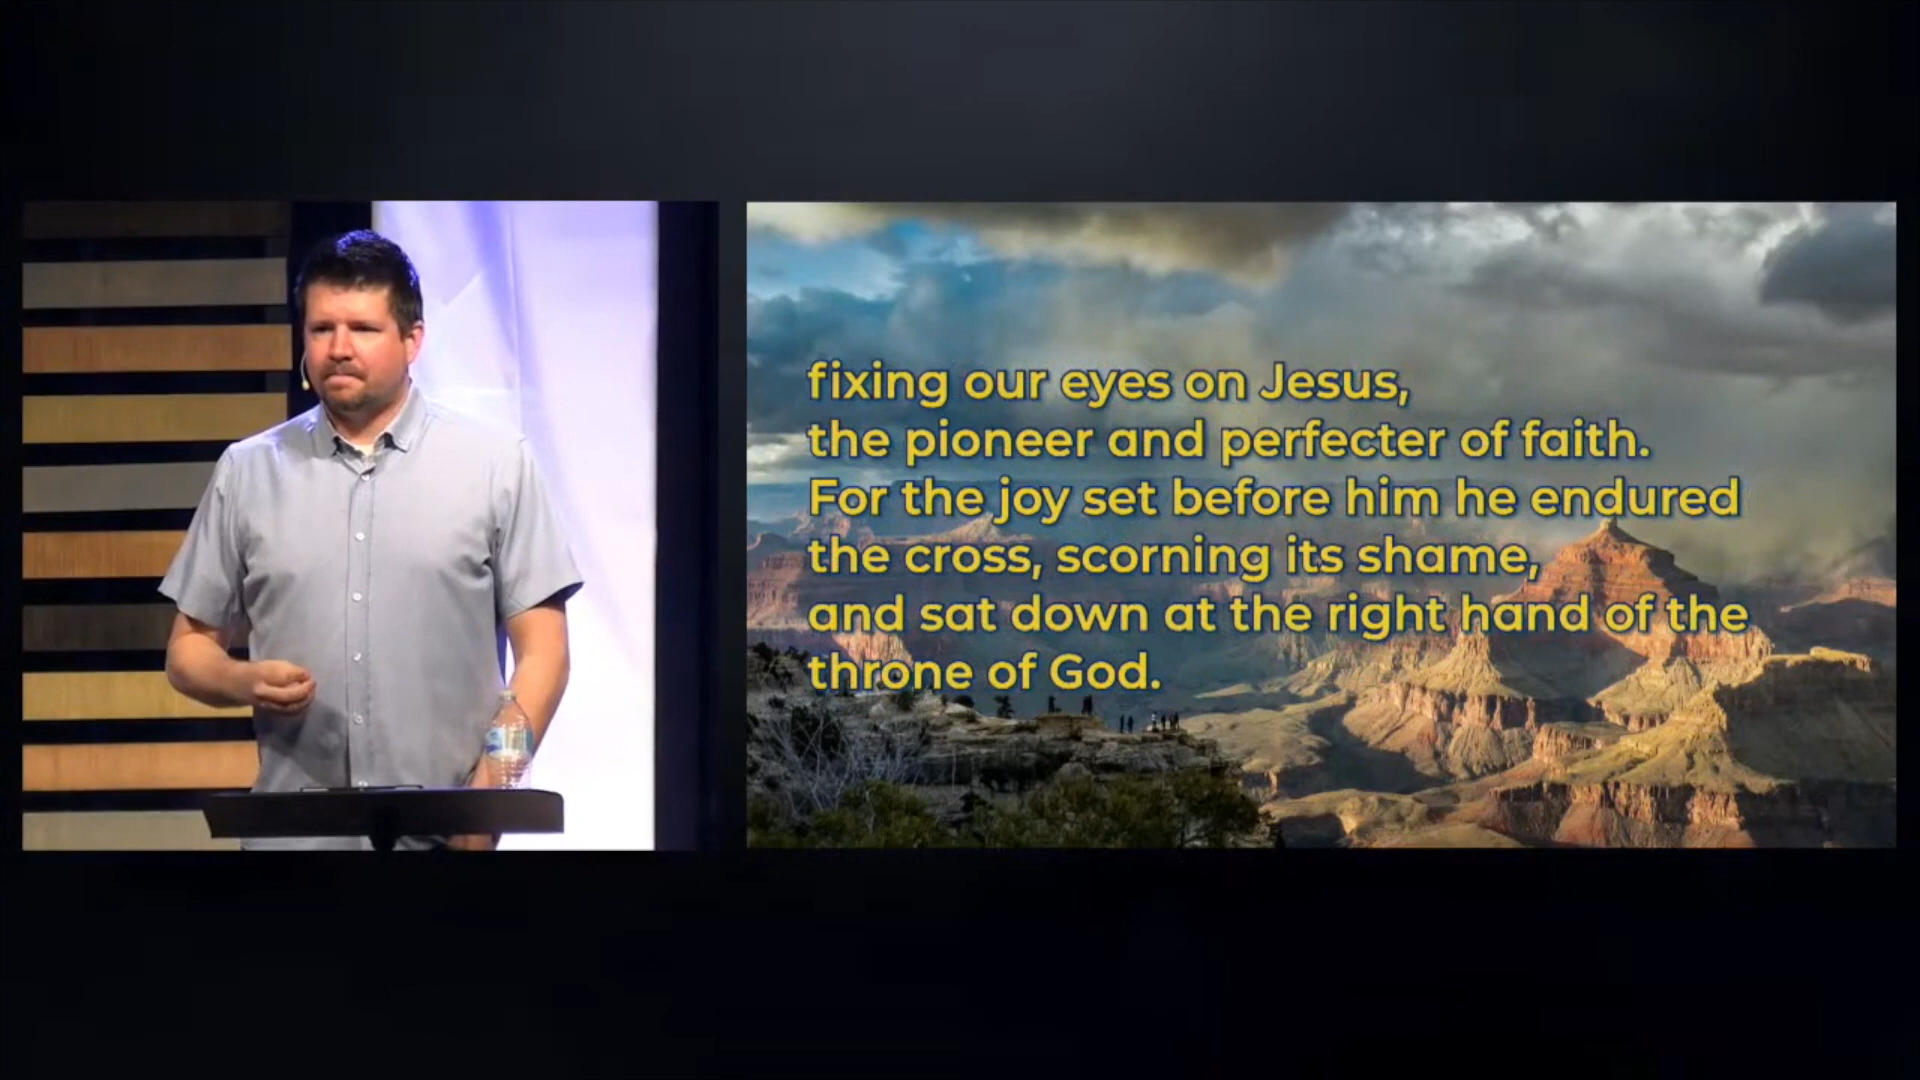 fixing our eyes on Jesus,
the pioneer and perfecter of faith.
For the joy set before him he endured
the cross, scorning its shame,
and sat down at the right hand of the
throne of God.